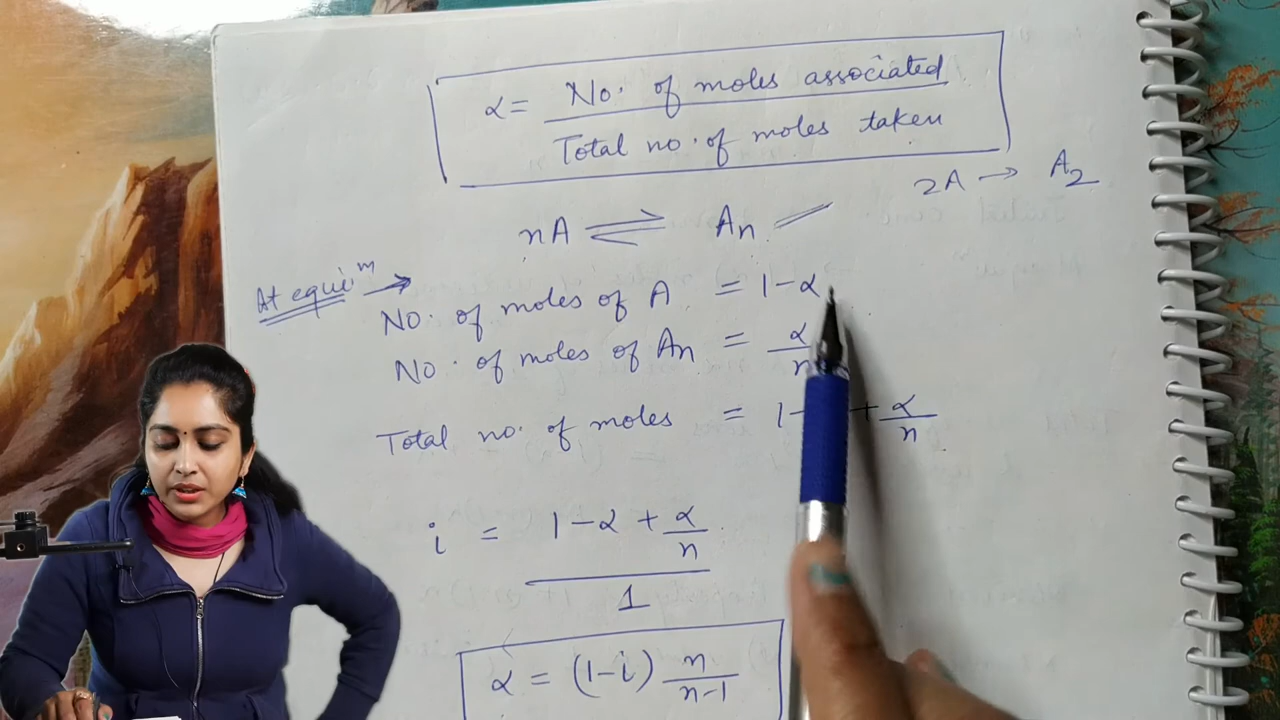 α = No. of moles associated / Total no. of moles taken
2A → A₂
nA ⇌ An
At equiᵐ →
No. of moles of A = 1-α
No. of moles of An = α/n
Total no. of moles = 1- + α/n
i = 1-α + α/n / 1
α = (1-i) n/n-1